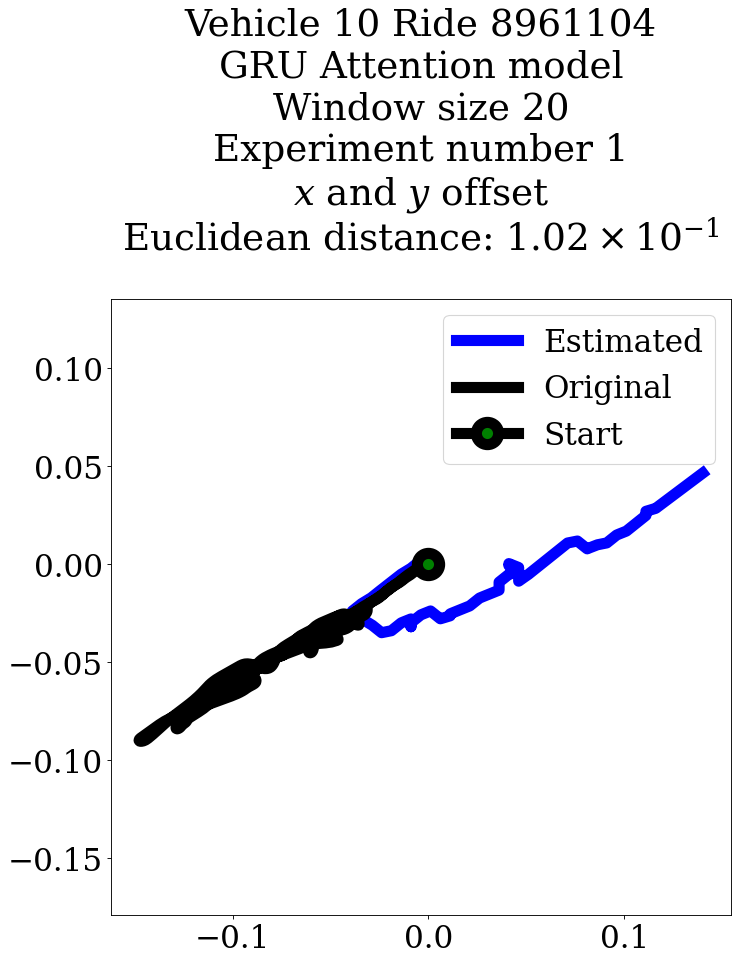 Vehicle 10 Ride 8961104
GRU Attention model
Window size 20
Experiment number 1
x and y offset
Euclidean distance: 1.02 × 10⁻¹
Estimated
Original
Start
0.10
0.05
0.00
−0.05
−0.10
−0.15
−0.1
0.0
0.1